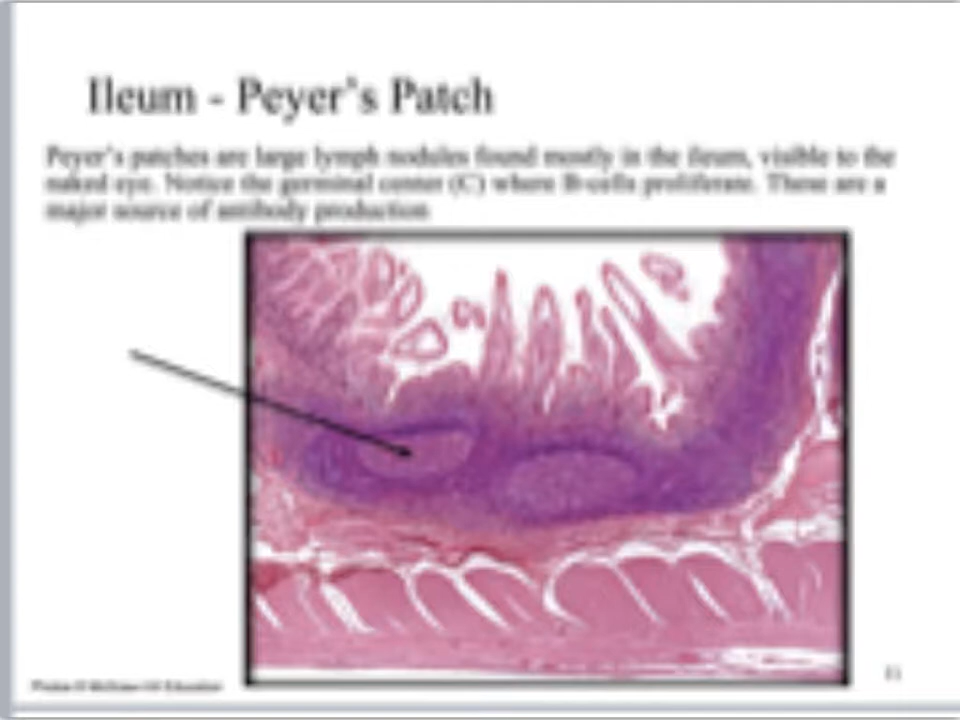 Ileum - Peyer's Patch
Peyer's patches are large lymph nodules found mostly in the ileum, visible to the
naked eye. Notice the germinal center (C) where B-cells proliferate. These are a
major source of antibody production
Education